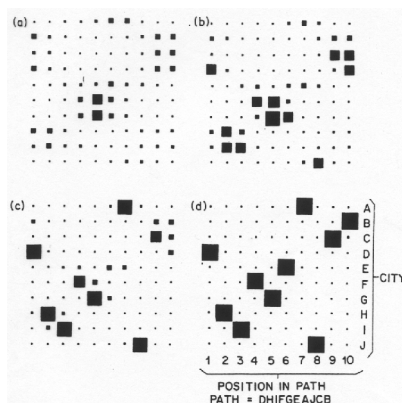 (a)
(b)
(c)
(d)
A
B
C
D
E
F
G
H
I
J
CITY
1 2 3 4 5 6 7 8 9 10
POSITION IN PATH
PATH = DHIFGEAJCB